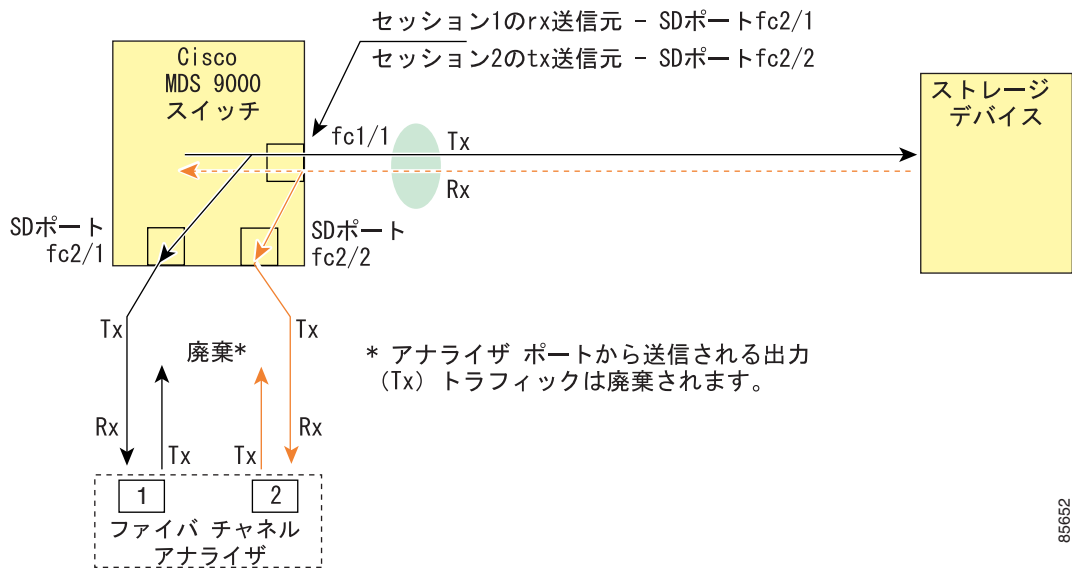 セッション1のrx送信元 - SDポートfc2/1
セッション2のtx送信元 - SDポートfc2/2
Cisco
MDS 9000
スイッチ
ストレージ
デバイス
fc1/1
Tx
Rx
SDポート
fc2/1
SDポート
fc2/2
Tx
Tx
廃棄*
* アナライザ ポートから送信される出力
(Tx) トラフィックは廃棄されます。
Rx
Tx
Tx
Rx
1
2
ファイバ チャネル
アナライザ
85652